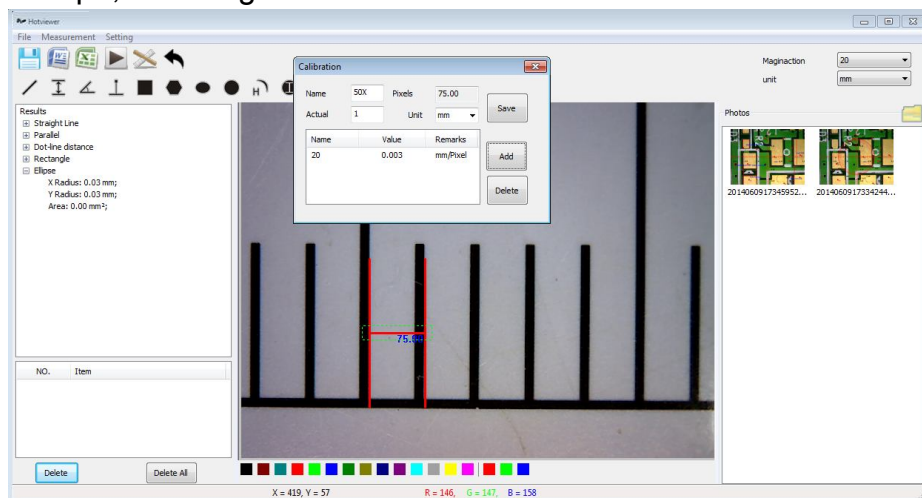 Hotviewer
File Measurement Setting
Maginaction 20
unit mm
H
Results
Straight Line
Parallel
Dot-line distance
Rectangle
Elipse
X Radius: 0.03 mm;
Y Radius: 0.03 mm;
Area: 0.00 mm²;
NO. Item
Delete Delete All
Calibration
Name 50X Pixels 75.00
Actual 1 Unit mm
Save
Name Value Remarks
20 0.003 mm/Pixel
Add
Delete
Photos
2014060917345952... 2014060917334244...
X = 419, Y = 57 R = 146, G = 147, B = 158